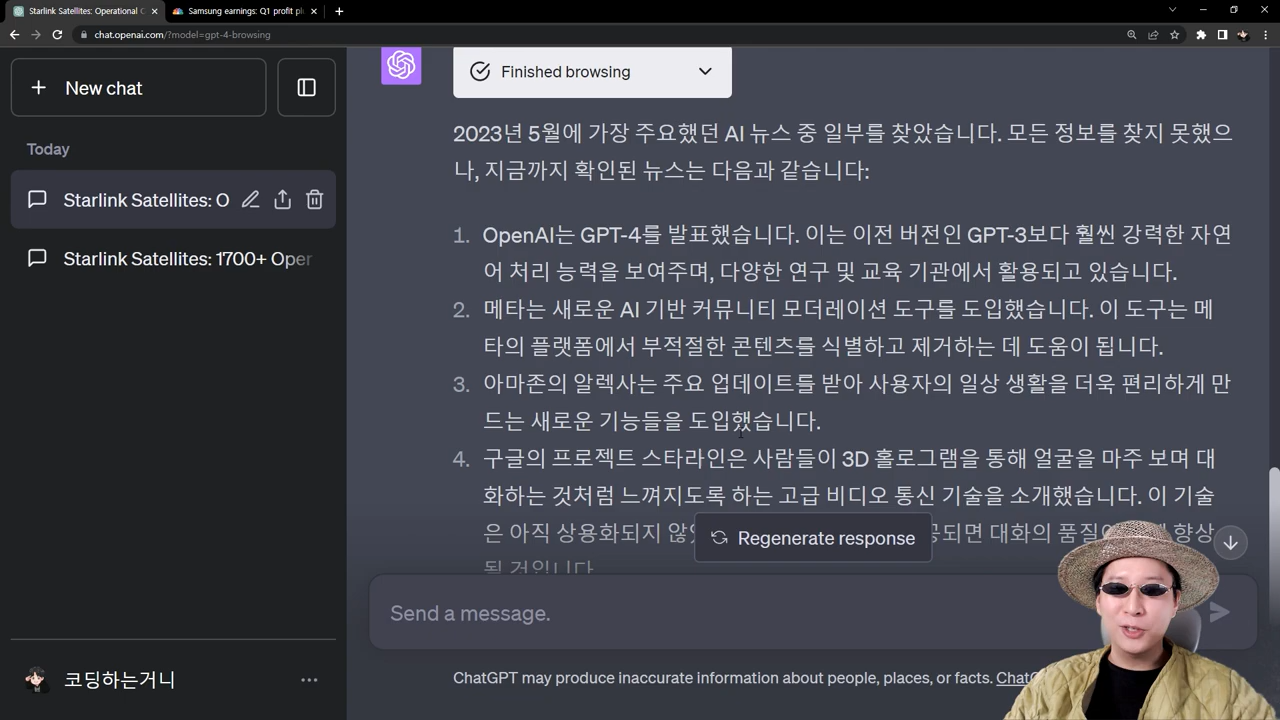 Starlink Satellites: Operational C
Samsung earnings: Q1 profit pl
chat.openai.com/?model=gpt-4-browsing
New chat
Today
Starlink Satellites: O
Starlink Satellites: 1700+ Oper
코딩하는거니
Finished browsing
2023년 5월에 가장 주요했던 AI 뉴스 중 일부를 찾았습니다. 모든 정보를 찾지 못했으
나, 지금까지 확인된 뉴스는 다음과 같습니다:
1. OpenAI는 GPT-4를 발표했습니다. 이는 이전 버전인 GPT-3보다 훨씬 강력한 자연
어 처리 능력을 보여주며, 다양한 연구 및 교육 기관에서 활용되고 있습니다.
2. 메타는 새로운 AI 기반 커뮤니티 모더레이션 도구를 도입했습니다. 이 도구는 메
타의 플랫폼에서 부적절한 콘텐츠를 식별하고 제거하는 데 도움이 됩니다.
3. 아마존의 알렉사는 주요 업데이트를 받아 사용자의 일상 생활을 더욱 편리하게 만
드는 새로운 기능들을 도입했습니다.
4. 구글의 프로젝트 스타라인은 사람들이 3D 홀로그램을 통해 얼굴을 마주 보며 대
화하는 것처럼 느껴지도록 하는 고급 비디오 통신 기술을 소개했습니다. 이 기술
은 아직 상용화되지 되면 대화의 향상
될 것입니다
Regenerate response
Send a message.
ChatGPT may produce inaccurate information about people, places, or facts.